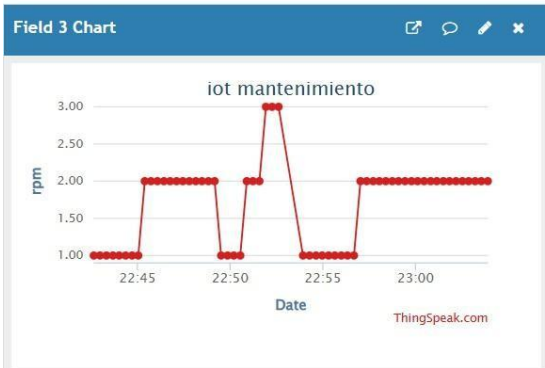 Field 3 Chart
iot mantenimiento
3.00
2.50
2.00
1.50
1.00
rpm
22:45 22:50 22:55 23:00
Date
ThingSpeak.com